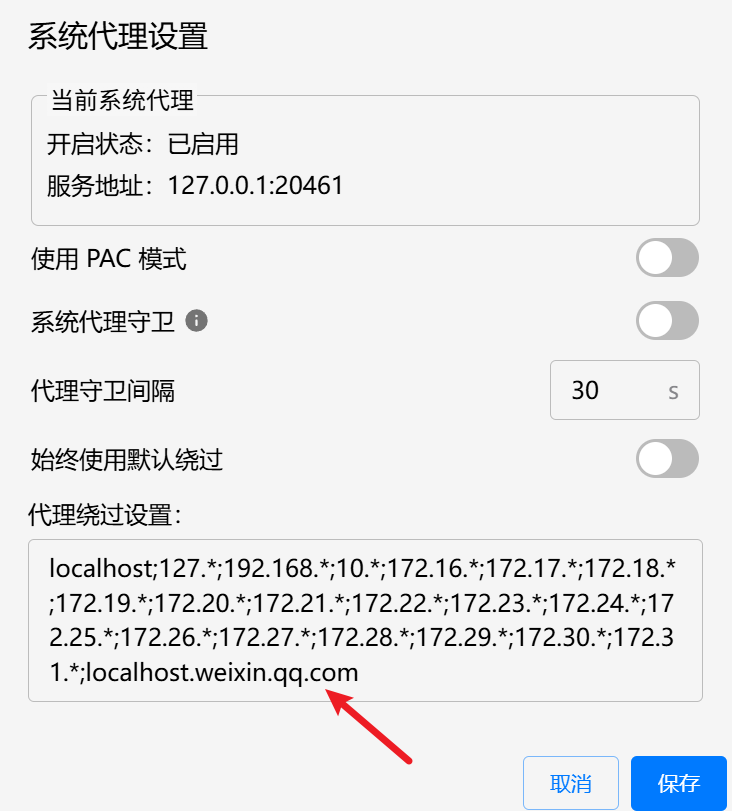 系统代理设置
当前系统代理
开启状态：已启用
服务地址：127.0.0.1:20461
使用 PAC 模式
系统代理守卫
代理守卫间隔
30 s
始终使用默认绕过
代理绕过设置：
localhost;127.*;192.168.*;10.*;172.16.*;172.17.*;172.18.*
;172.19.*;172.20.*;172.21.*;172.22.*;172.23.*;172.24.*;17
2.25.*;172.26.*;172.27.*;172.28.*;172.29.*;172.30.*;172.3
1.*;localhost.weixin.qq.com
取消 保存